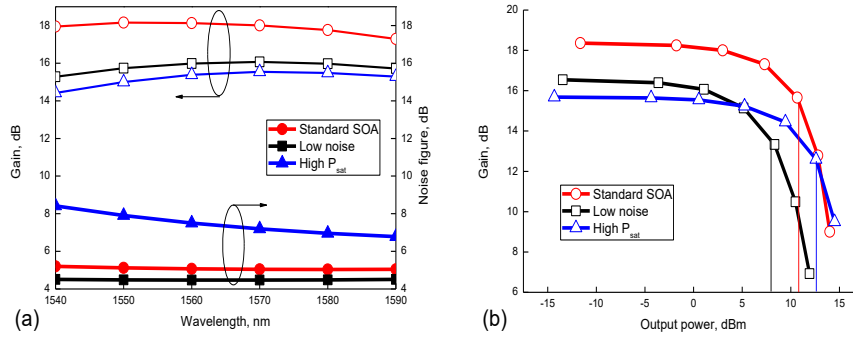 18 18
16 16
14 14
12 12
10 10
8 8
6 6
4 4
1540 1550 1560 1570 1580 1590
Gain, dB
Noise figure, dB
Standard SOA
Low noise
High Psat
Wavelength, nm
(a)
20
18
16
14
12
10
8
6
-15 -10 -5 0 5 10 15
Gain, dB
Standard SOA
Low noise
High Psat
Output power, dBm
(b)